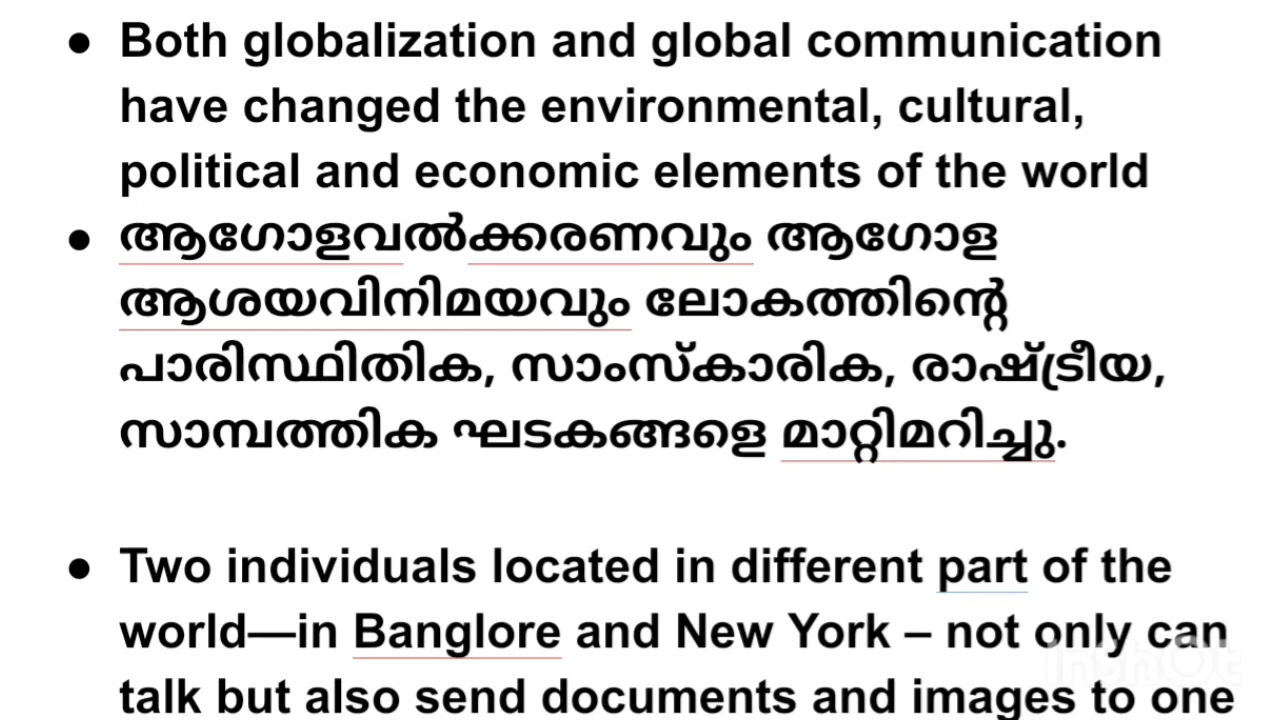 ● Both globalization and global communication
have changed the environmental, cultural,
political and economic elements of the world
● ആഗോളവൽക്കരണവും ആഗോള
ആശയവിനിമയവും ലോകത്തിന്റെ
പാരിസ്ഥിതിക, സാംസ്കാരിക, രാഷ്ട്രീയ,
സാമ്പത്തിക ഘടകങ്ങളെ മാറ്റിമറിച്ചു.
● Two individuals located in different part of the
world—in Banglore and New York – not only can
talk but also send documents and images to one
InShOt